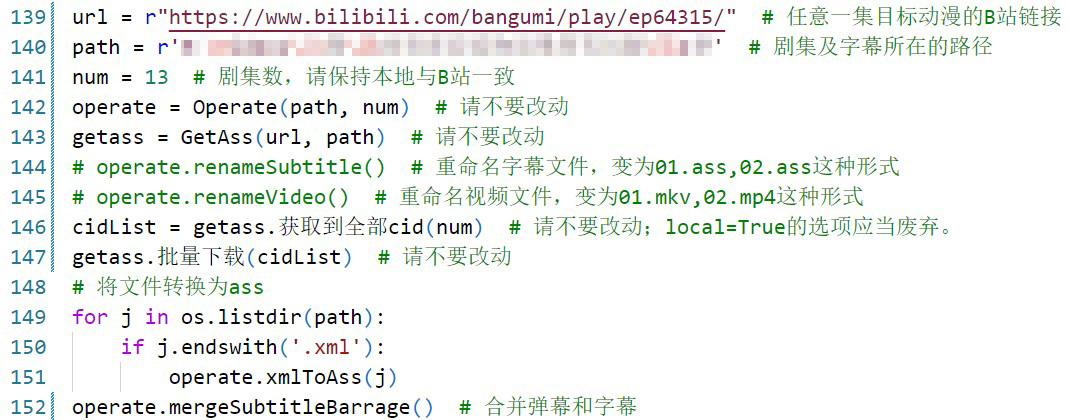 139 url = r"https://www.bilibili.com/bangumi/play/ep64315/" # 任意一集目标动漫的B站链接
140 path = r' ' # 剧集及字幕所在的路径
141 num = 13 # 剧集数，请保持本地与B站一致
142 operate = Operate(path, num) # 请不要改动
143 getass = GetAss(url, path) # 请不要改动
144 # operate.renameSubtitle() # 重命名字幕文件，变为01.ass,02.ass这种形式
145 # operate.renameVideo() # 重命名视频文件，变为01.mkv,02.mp4这种形式
146 cidList = getass.获取到全部cid(num) # 请不要改动；local=True的选项应当废弃。
147 getass.批量下载(cidList) # 请不要改动
148 # 将文件转换为ass
149 for j in os.listdir(path):
150 if j.endswith('.xml'):
151 operate.xmlToAss(j)
152 operate.mergeSubtitleBarrage() # 合并弹幕和字幕